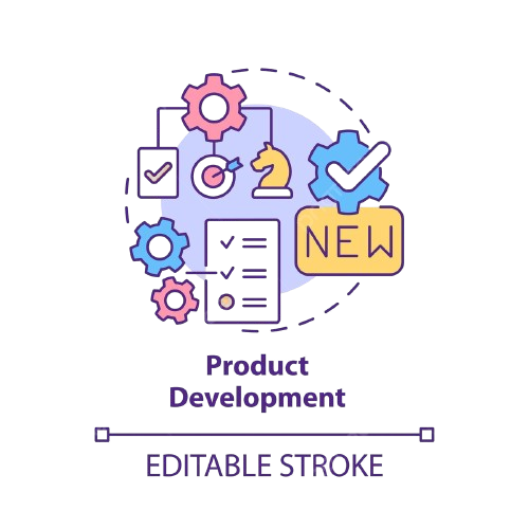 NEW
Product
Development
EDITABLE STROKE